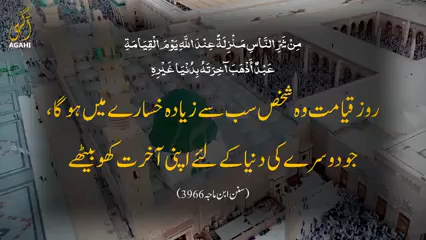 آگہی
AGAHI
مِنْ شَرِّ النَّاسِ مَنْزِلَةً عِنْدَ اللَّهِ يَوْمَ الْقِيَامَةِ
عَبْدٌ أَذْهَبَ آخِرَتَهُ بِدُنْيَا غَيْرِهِ
روز قیامت وہ شخص سب سے زیادہ خسارے میں ہو گا،
جو دوسرے کی دنیا کے لئے اپنی آخرت کھو بیٹھے
(سنن ابن ماجہ 3966)